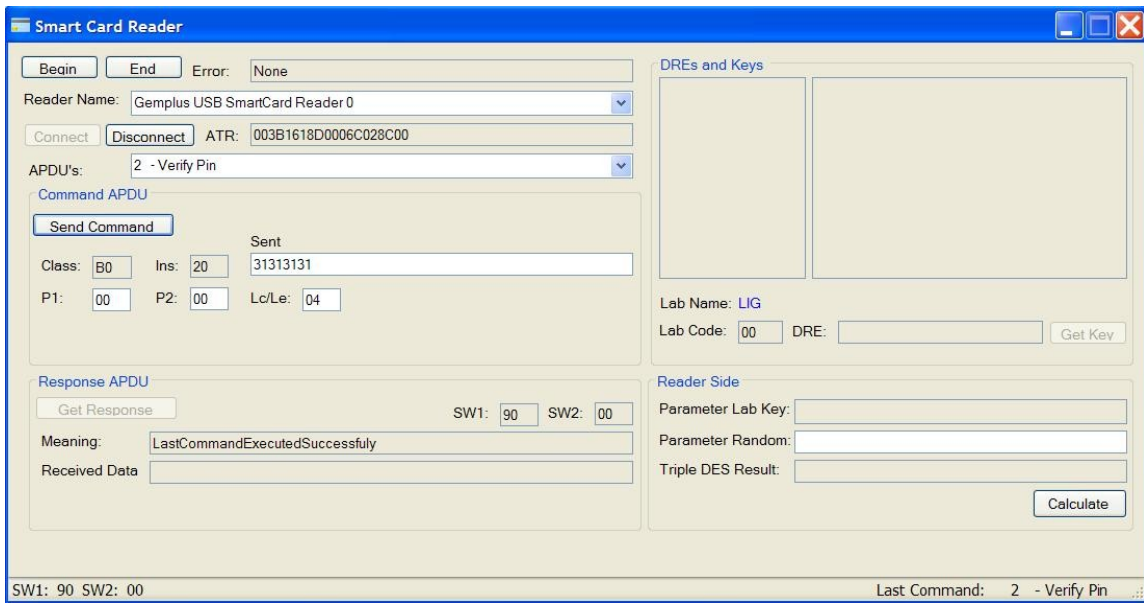 Smart Card Reader
Begin End Error: None
Reader Name: Gemplus USB SmartCard Reader 0
Connect Disconnect ATR: 003B1618D0006C028C00
APDU's: 2 - Verify Pin
Command APDU
Send Command
Sent
Class: B0 Ins: 20 31313131
P1: 00 P2: 00 Lc/Le: 04
Response APDU
Get Response SW1: 90 SW2: 00
Meaning: LastCommandExecutedSuccessfuly
Received Data
DREs and Keys
Lab Name: LIG
Lab Code: 00 DRE: Get Key
Reader Side
Parameter Lab Key:
Parameter Random:
Triple DES Result:
Calculate
SW1: 90 SW2: 00 Last Command: 2 - Verify Pin